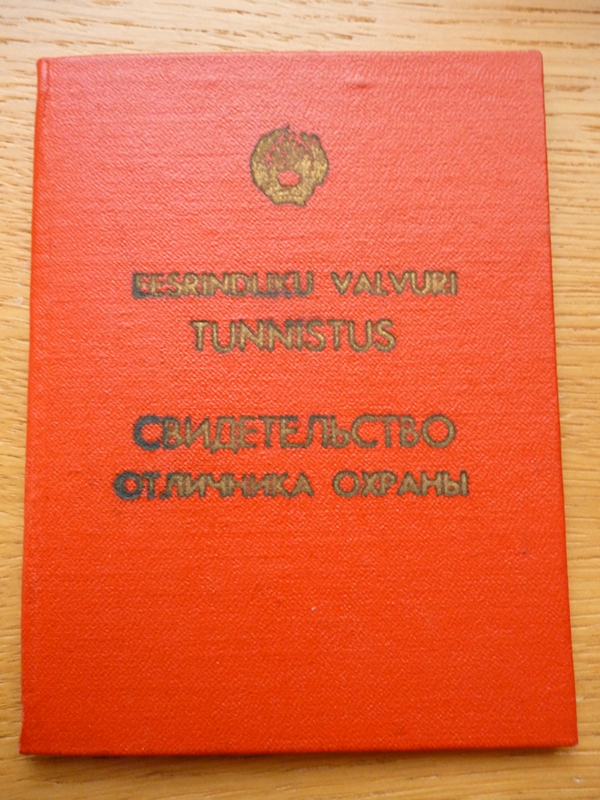 EESRINDLIKU VALVURI
TUNNISTUS
СВИДЕТЕЛЬСТВО
ОТЛИЧНИКА ОХРАНЫ